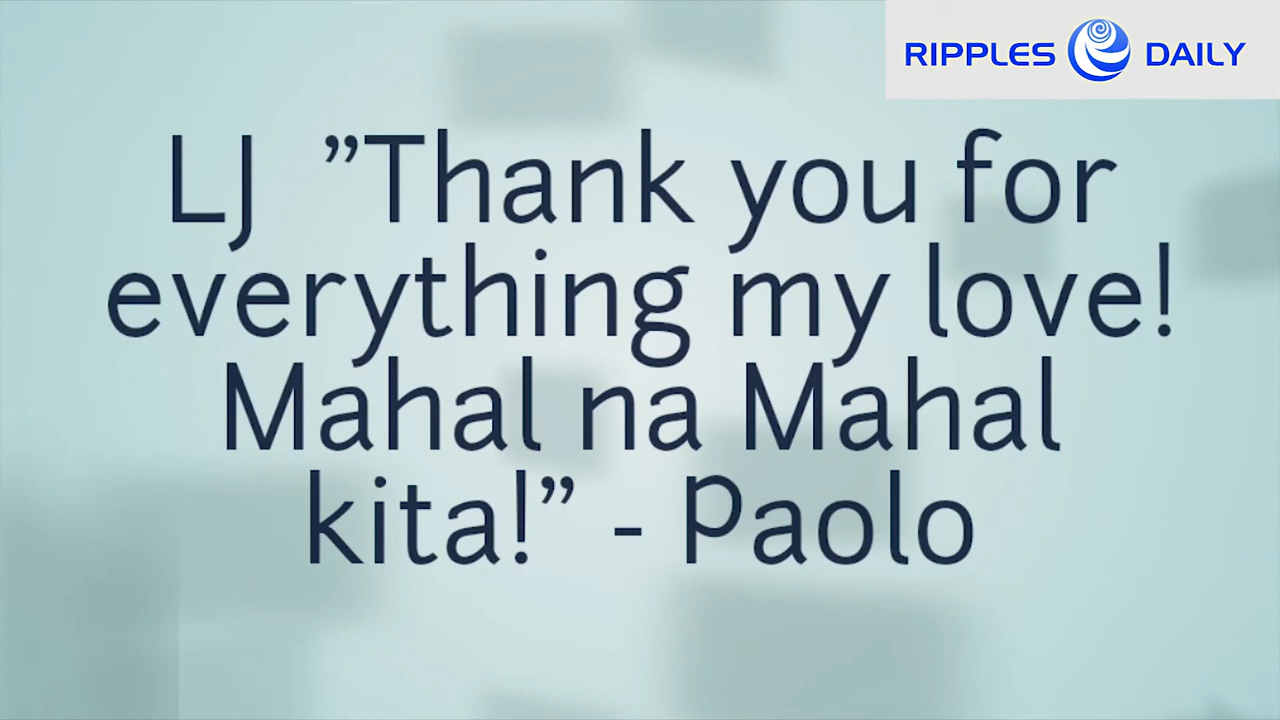 RIPPLES DAILY
LJ ”Thank you for
everything my love!
Mahal na Mahal
kita!” - Paolo